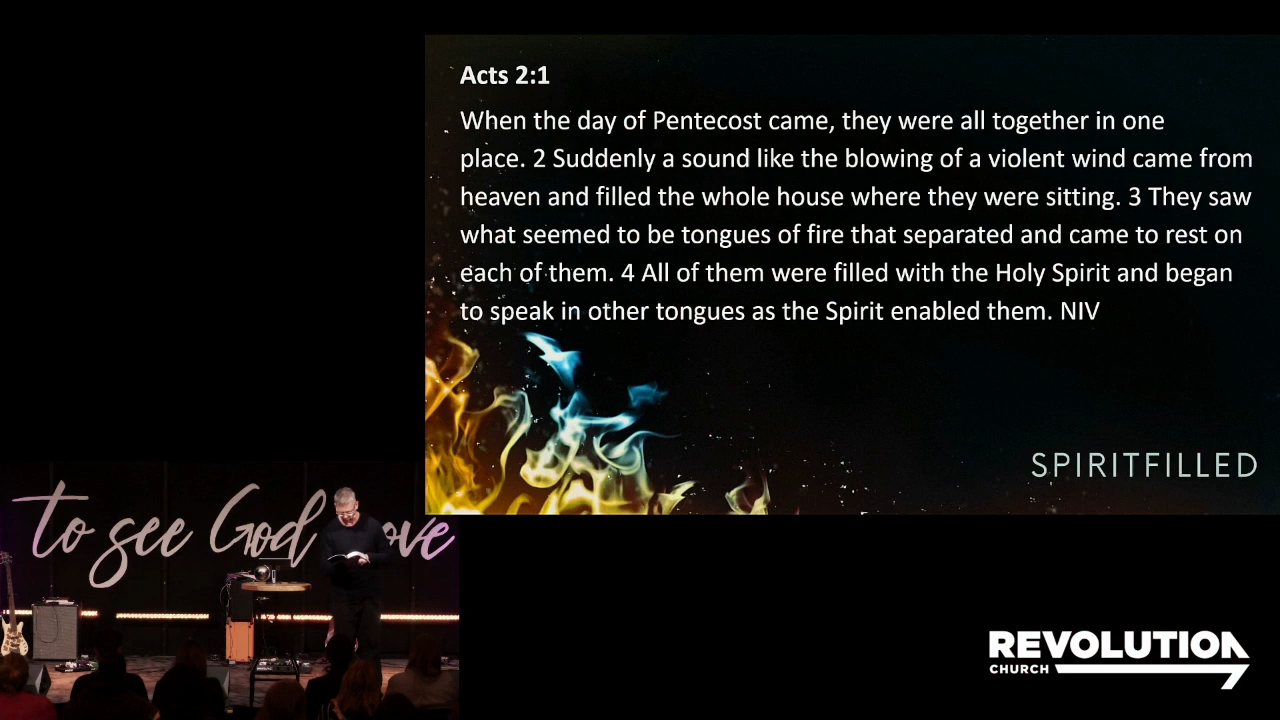 Acts 2:1
When the day of Pentecost came, they were all together in one
place. 2 Suddenly a sound like the blowing of a violent wind came from
heaven and filled the whole house where they were sitting. 3 They saw
what seemed to be tongues of fire that separated and came to rest on
each of them. 4 All of them were filled with the Holy Spirit and began
to speak in other tongues as the Spirit enabled them. NIV
SPIRITFILLED
to see God
REVOLUTION
CHURCH